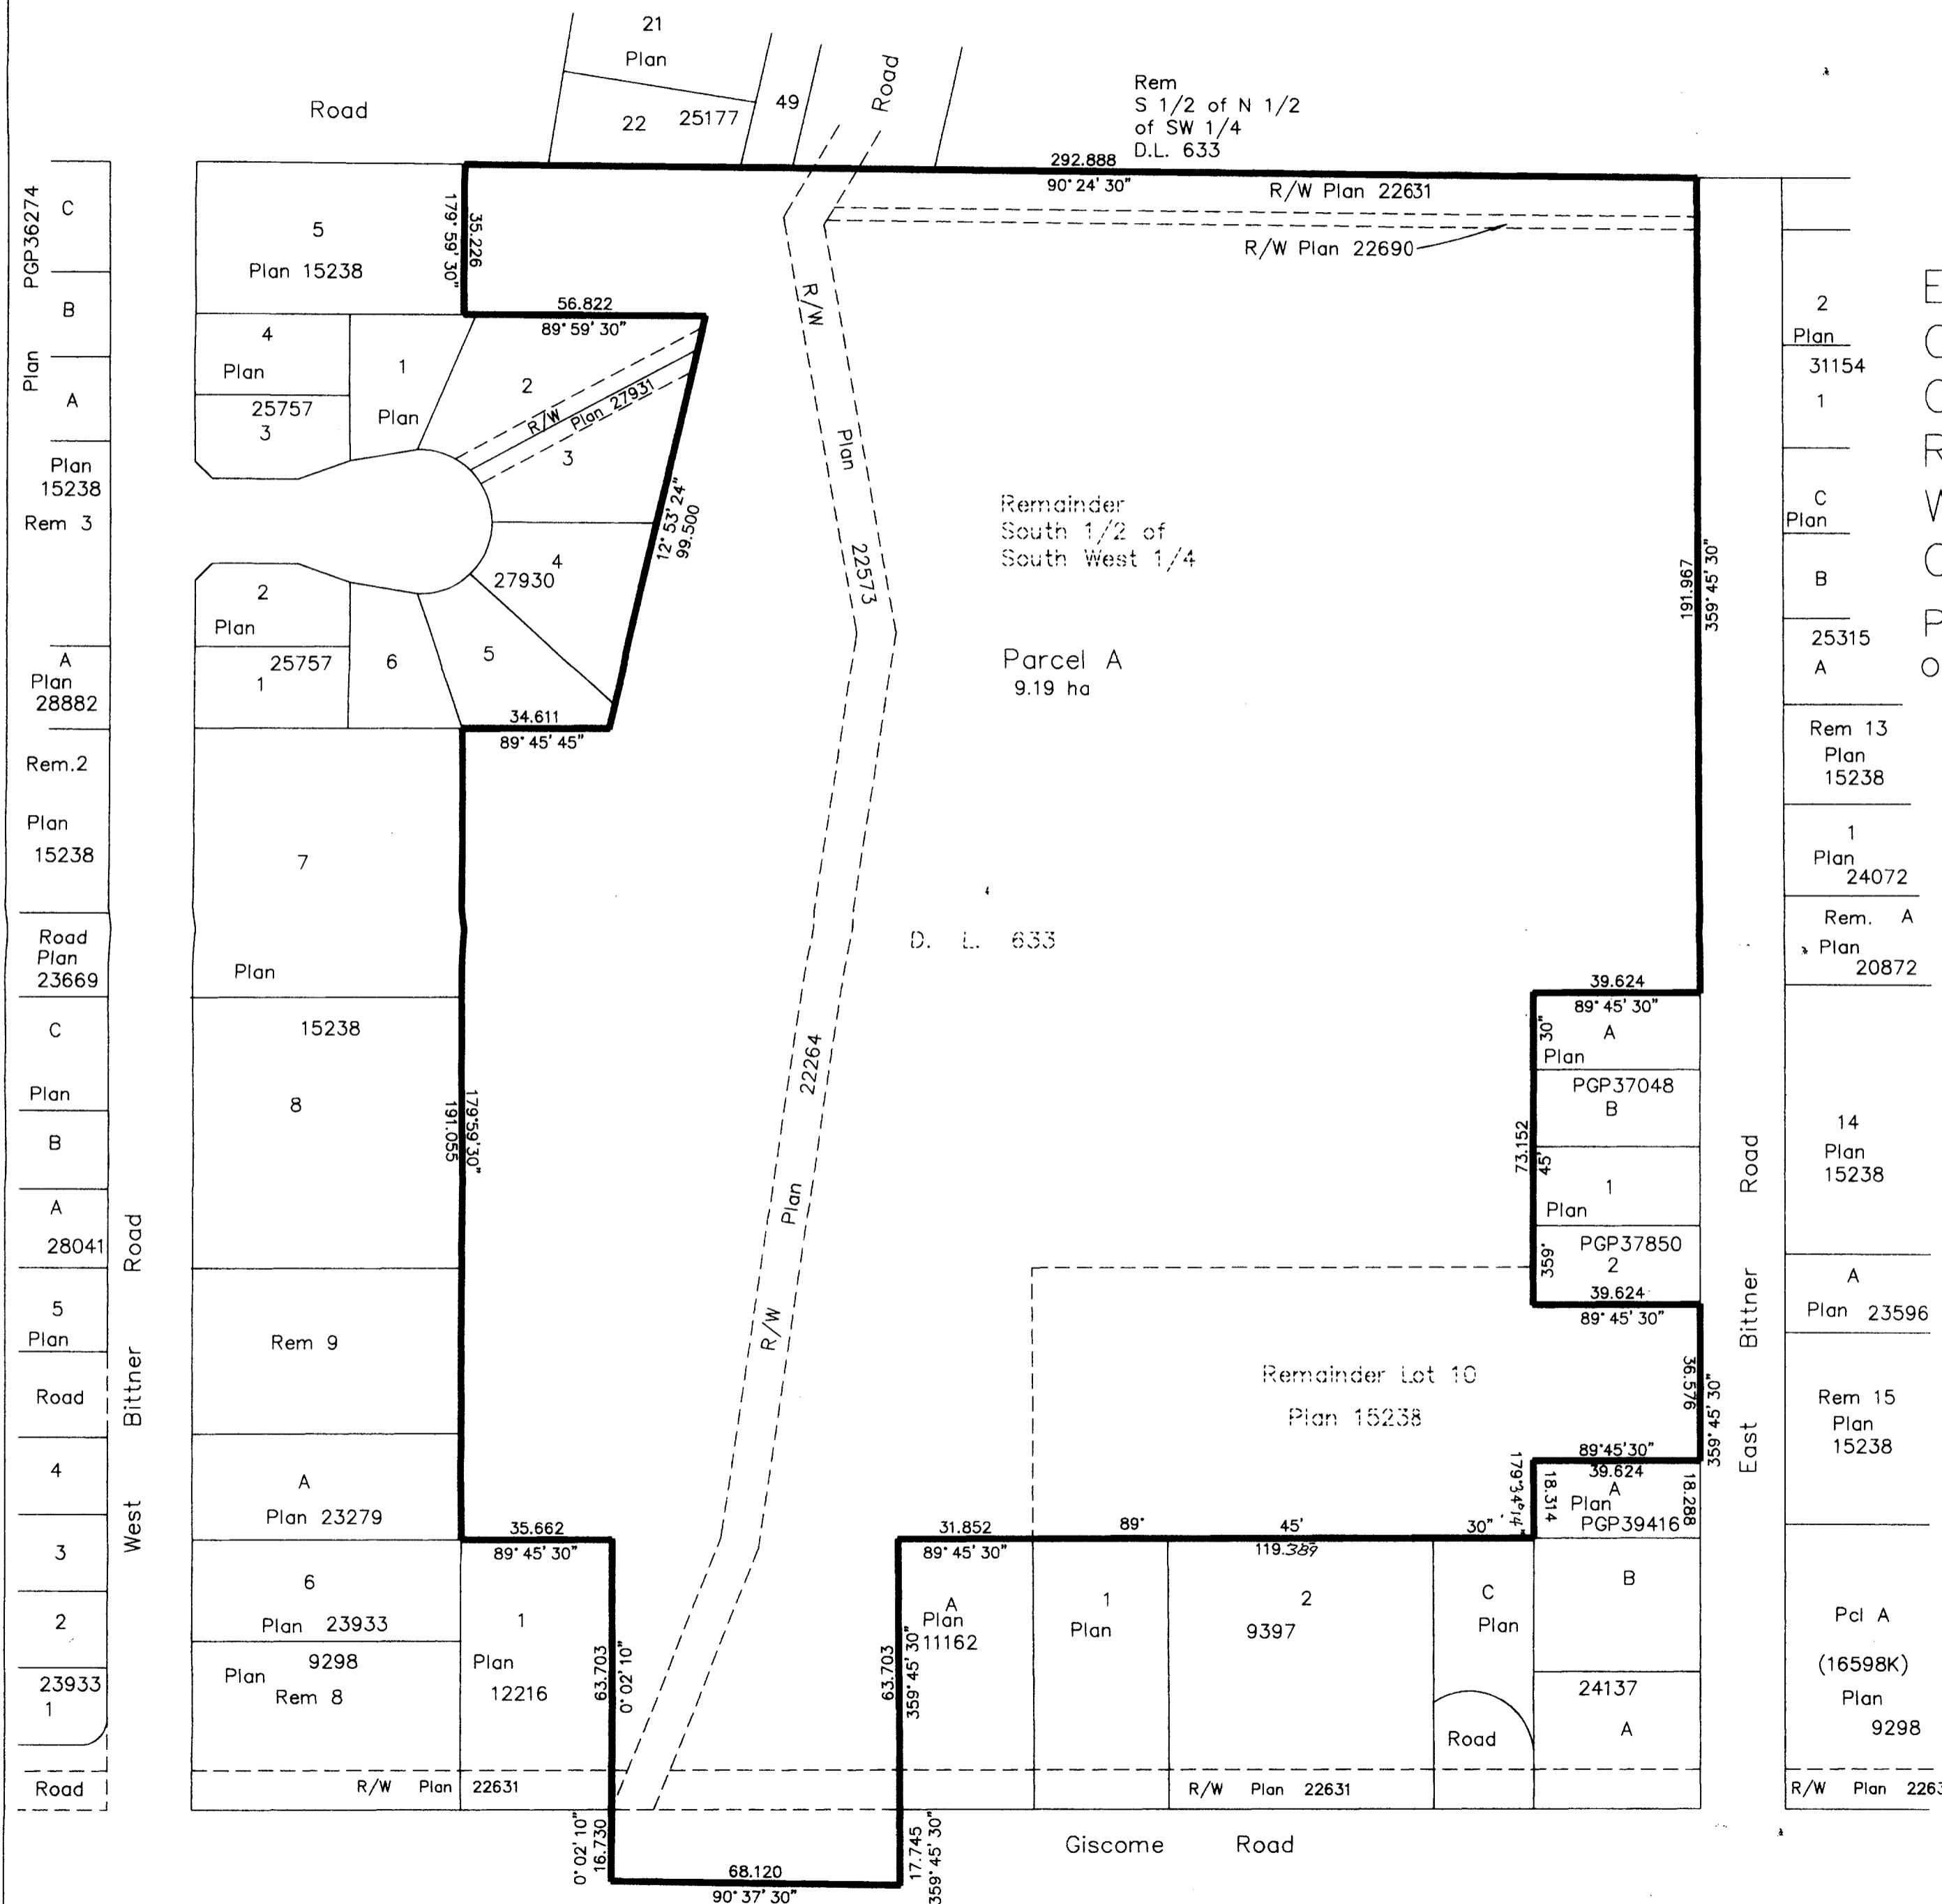 21
Plan
22 25177
49
Road
Road
Rem
S 1/2 of N 1/2
of SW 1/4
D.L. 633
292.888
90° 24' 30"
R/W Plan 22631
R/W Plan 22690
Plan PGP36274
C
B
A
Plan
15238
Rem 3
A
Plan
28882
Rem.2
Plan
15238
Road
Plan
23669
C
Plan
B
A
28041
5
Plan
Road
4
3
2
23933
1
Road
West Bittner Road
5
Plan 15238
179° 59' 30"
35.226
56.822
89° 59' 30"
4
Plan
25757
3
1
Plan
2
R/W Plan 27931
3
12° 53' 24"
99.500
4
27930
2
Plan
25757
1
6
5
34.611
89° 45' 45"
7
Plan
15238
8
179°59'30"
191.055
Rem 9
A
Plan 23279
35.662
89° 45' 30"
6
Plan 23933
9298
Plan
Rem 8
1
Plan
12216
R/W Plan 22631
63.703
0° 02' 10"
0° 02' 10"
16.730
68.120
90° 37' 30"
17.745
359° 45' 30"
63.703
359° 45' 30"
R/W Plan 22573
R/W Plan 22264
Remainder
South 1/2 of
South West 1/4
Parcel A
9.19 ha
D. L. 633
191.967
359° 45' 30"
39.624
89° 45' 30"
A
Plan
PGP37048
B
73.152
359° 45' 30"
1
Plan
PGP37850
2
39.624
89° 45' 30"
Remainder Lot 10
Plan 15238
36.576
359° 45' 30"
89°45'30"
39.624
179°34'14"
18.314
18.288
A
Plan
PGP39416
31.852
89° 45' 30"
89° 45' 30"
119.389
A
Plan
11162
1
Plan
2
9397
C
Plan
Road
B
24137
A
R/W Plan 22631
Giscome Road
East Bittner Road
2
Plan
31154
1
C
Plan
B
25315
A
Rem 13
Plan
15238
1
Plan
24072
Rem. A
Plan
20872
14
Plan
15238
A
Plan 23596
Rem 15
Plan
15238
Pcl A
(16598K)
Plan
9298
R/W Plan